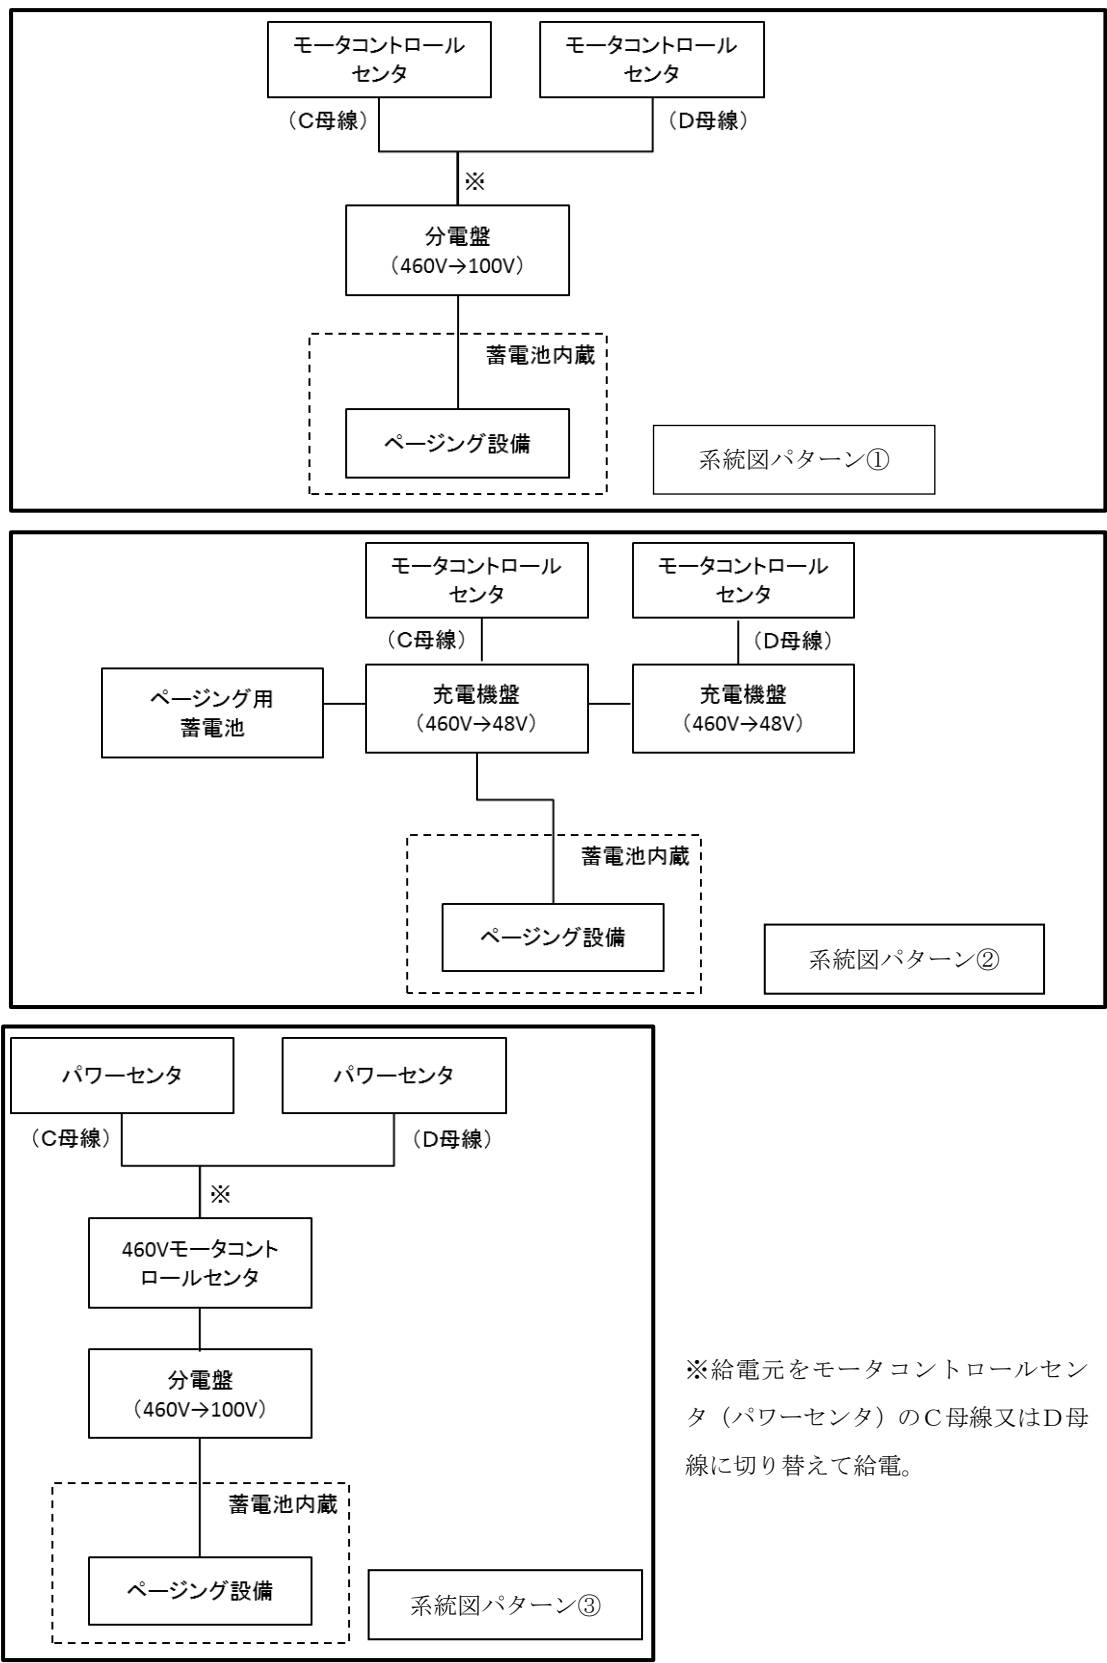 モータコントロール
センタ
モータコントロール
センタ
（C母線）
（D母線）
※
分電盤
（460V→100V）
蓄電池内蔵
ページング設備
系統図パターン①
モータコントロール
センタ
モータコントロール
センタ
（C母線）
（D母線）
ページング用
蓄電池
充電機盤
（460V→48V）
充電機盤
（460V→48V）
蓄電池内蔵
ページング設備
系統図パターン②
パワーセンタ
パワーセンタ
（C母線）
（D母線）
※
460Vモータコント
ロールセンタ
分電盤
（460V→100V）
蓄電池内蔵
ページング設備
系統図パターン③
※給電元をモータコントロールセン
タ（パワーセンタ）のＣ母線又はＤ母
線に切り替えて給電。